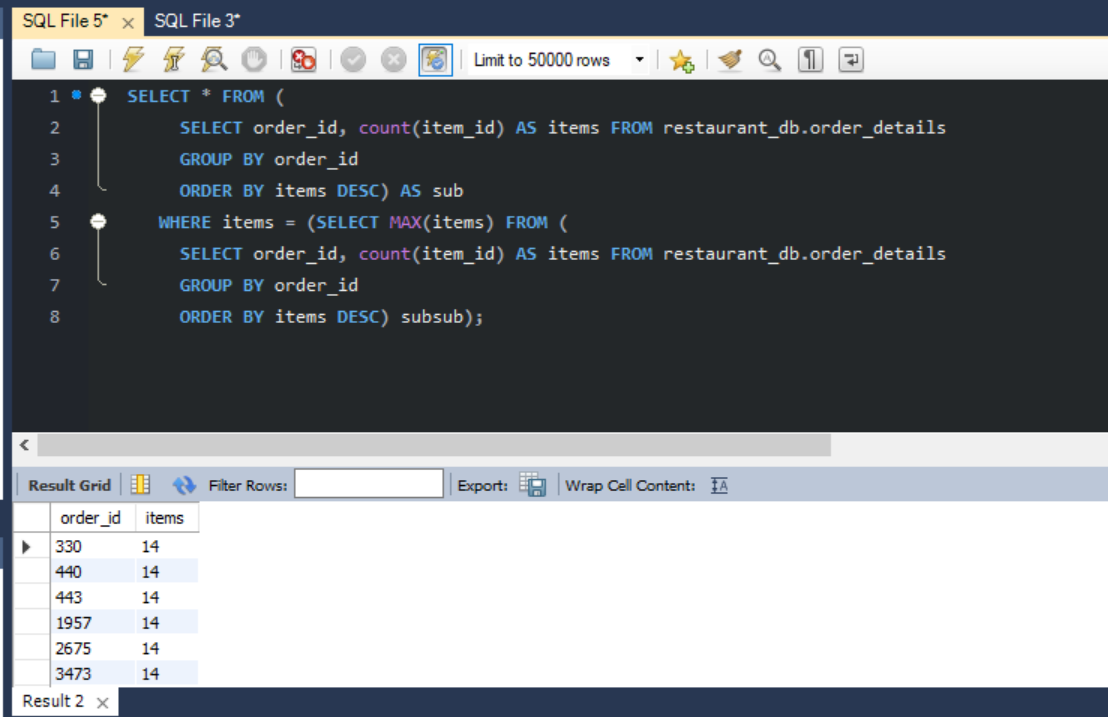 SQL File 5* × SQL File 3*
Limit to 50000 rows
1 SELECT * FROM (
2 SELECT order_id, count(item_id) AS items FROM restaurant_db.order_details
3 GROUP BY order_id
4 ORDER BY items DESC) AS sub
5 WHERE items = (SELECT MAX(items) FROM (
6 SELECT order_id, count(item_id) AS items FROM restaurant_db.order_details
7 GROUP BY order_id
8 ORDER BY items DESC) subsub);
Result Grid Filter Rows: Export: Wrap Cell Content:
order_id items
330 14
440 14
443 14
1957 14
2675 14
3473 14
Result 2 ×